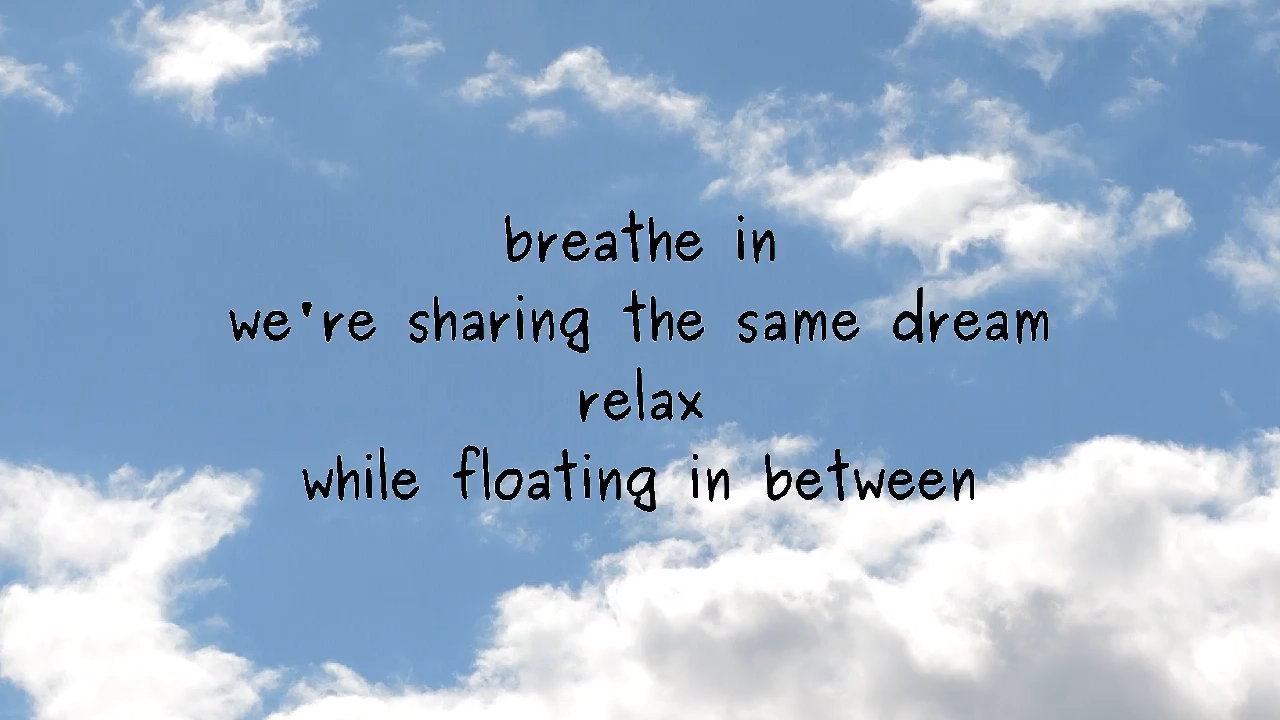 breathe in
we're sharing the same dream
relax
while floating in between